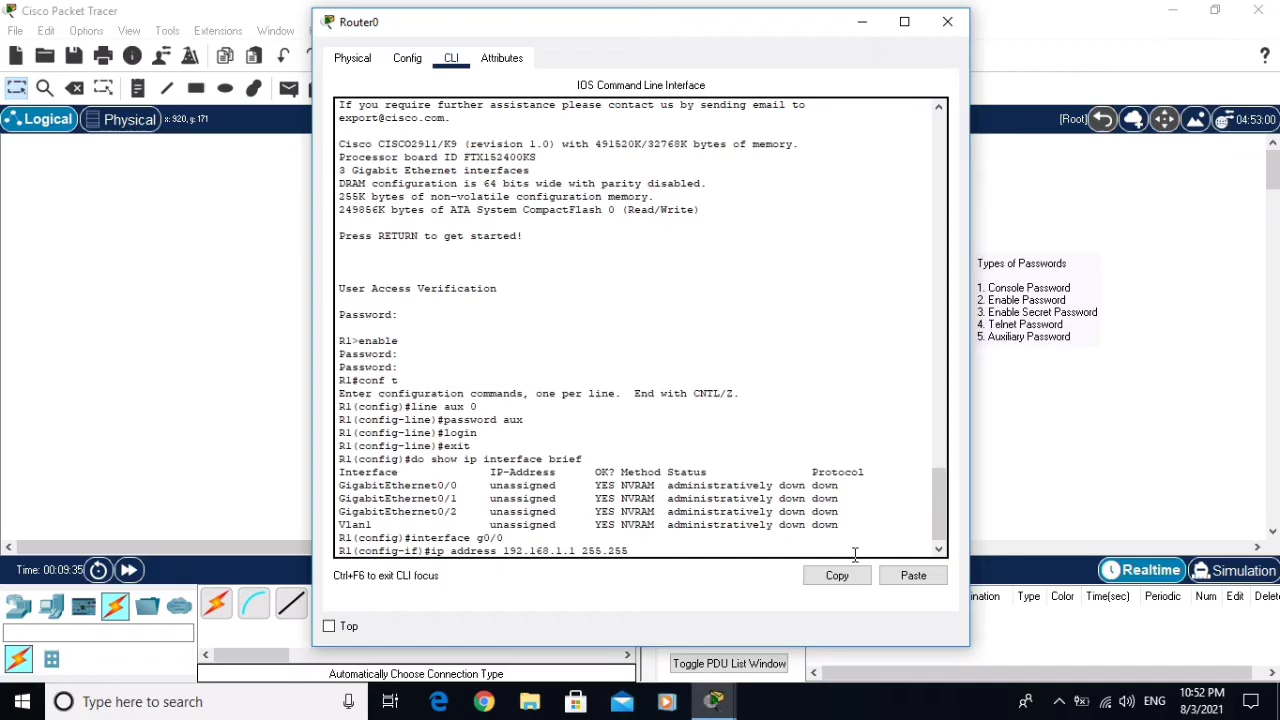 Cisco Packet Tracer
File Edit Options View Tools Extensions Window
Router0
Physical Config CLI Attributes
IOS Command Line Interface
If you require further assistance please contact us by sending email to
export@cisco.com.
Cisco CISCO2911/K9 (revision 1.0) with 491520K/32768K bytes of memory.
Processor board ID FTX152400KS
3 Gigabit Ethernet interfaces
DRAM configuration is 64 bits wide with parity disabled.
255K bytes of non-volatile configuration memory.
249856K bytes of ATA System CompactFlash 0 (Read/Write)
Press RETURN to get started!
User Access Verification
Password:
R1>enable
Password:
Password:
R1#conf t
Enter configuration commands, one per line.  End with CNTL/Z.
R1(config)#line aux 0
R1(config-line)#password aux
R1(config-line)#login
R1(config-line)#exit
R1(config)#do show ip interface brief
Interface IP-Address OK? Method Status Protocol
GigabitEthernet0/0 unassigned YES NVRAM administratively down down
GigabitEthernet0/1 unassigned YES NVRAM administratively down down
GigabitEthernet0/2 unassigned YES NVRAM administratively down down
Vlan1 unassigned YES NVRAM administratively down down
R1(config)#interface g0/0
R1(config-if)#ip address 192.168.1.1 255.255
Ctrl+F6 to exit CLI focus
Copy Paste
Top
Logical Physical x: 920, y: 171
[Root] 04:53:00
Types of Passwords
1. Console Password
2. Enable Password
3. Enable Secret Password
4. Telnet Password
5. Auxiliary Password
Time: 00:09:35
Realtime Simulation
ination Type Color Time(sec) Periodic Num Edit Delete
Automatically Choose Connection Type
Toggle PDU List Window
Type here to search
ENG
10:52 PM
8/3/2021